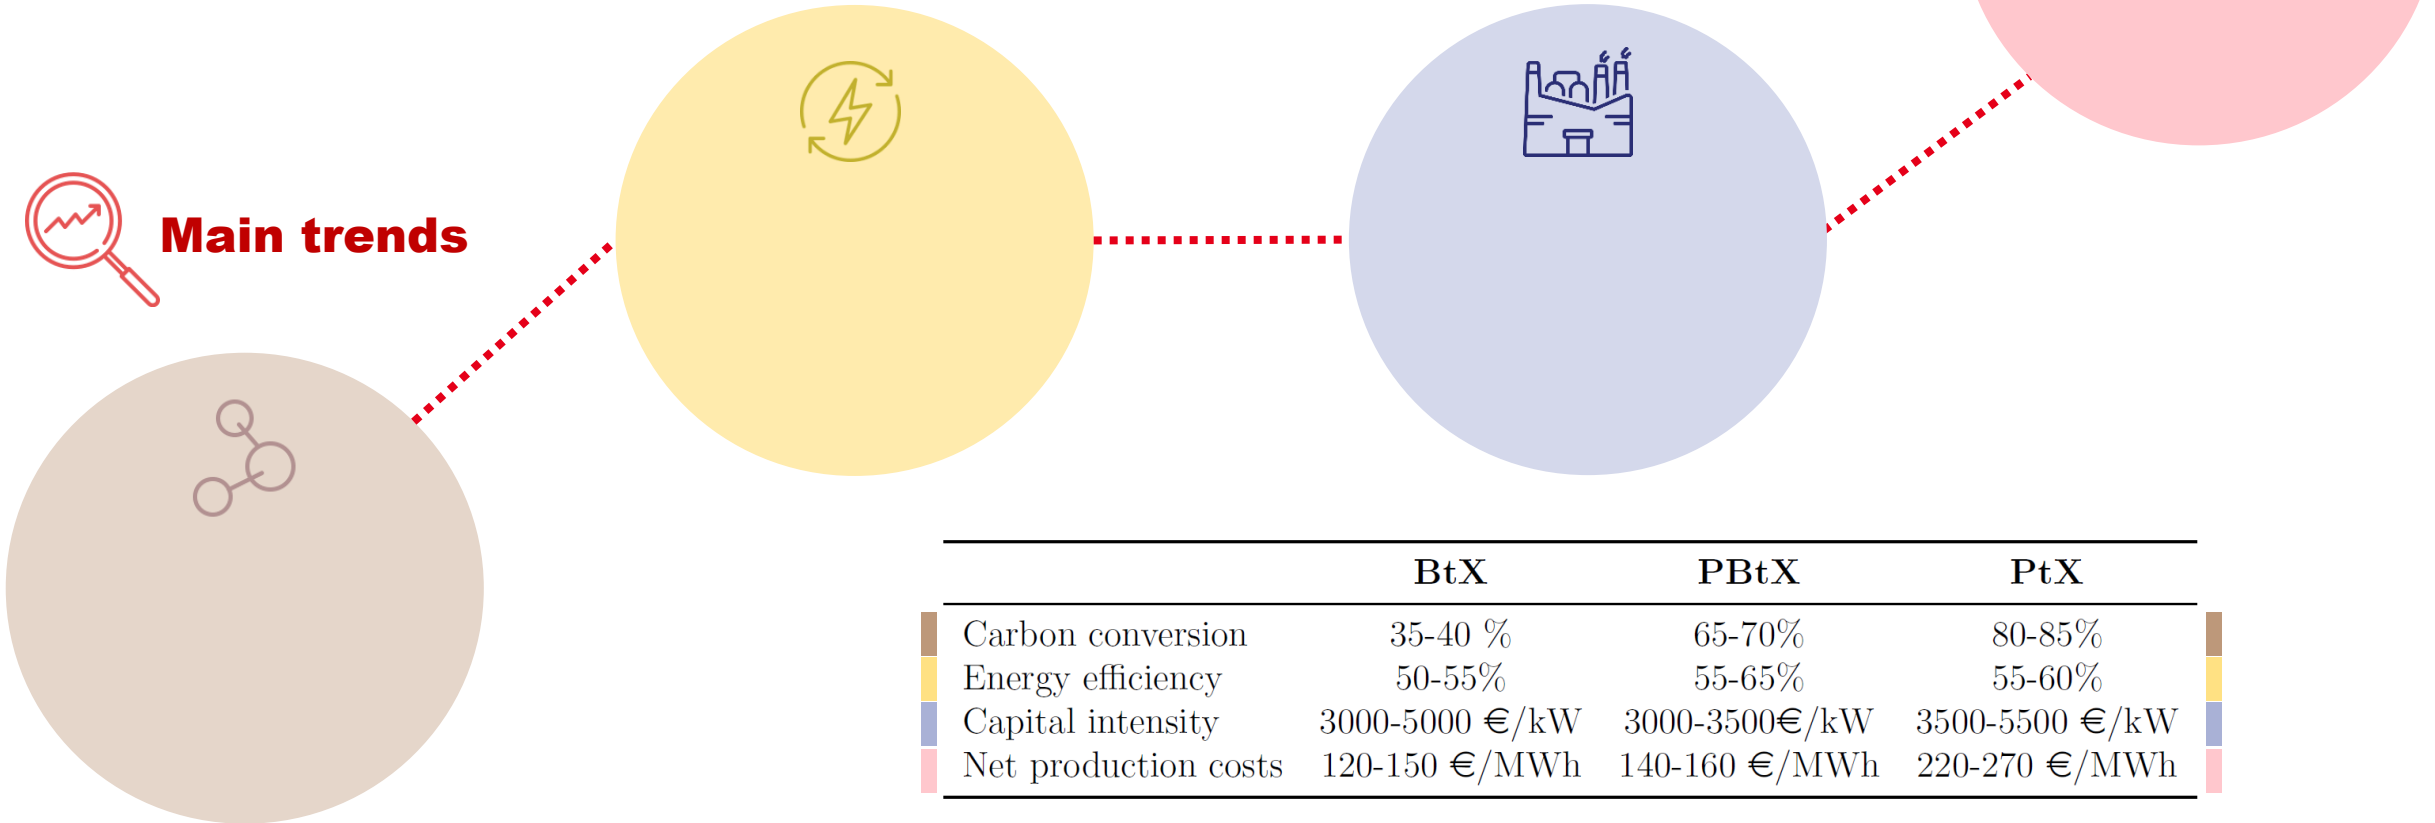 Main trends
BtX PBtX PtX
Carbon conversion 35-40 % 65-70% 80-85%
Energy efficiency 50-55% 55-65% 55-60%
Capital intensity 3000-5000 €/kW 3000-3500€/kW 3500-5500 €/kW
Net production costs 120-150 €/MWh 140-160 €/MWh 220-270 €/MWh